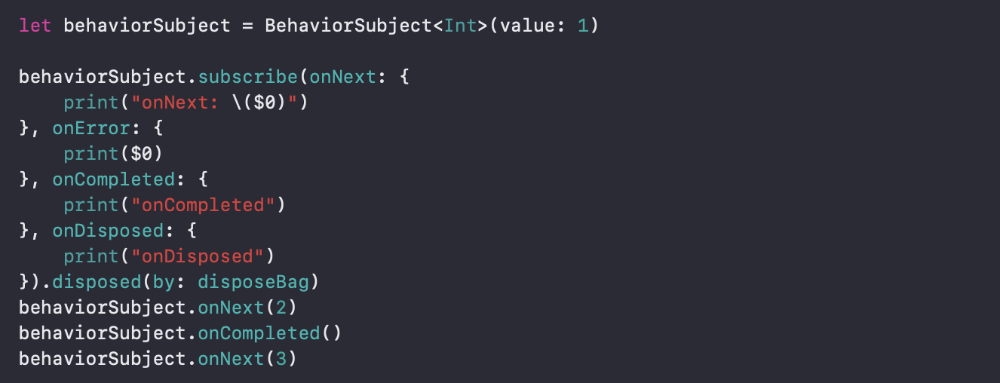 let behaviorSubject = BehaviorSubject<Int>(value: 1)

behaviorSubject.subscribe(onNext: {
    print("onNext: \($0)")
}, onError: {
    print($0)
}, onCompleted: {
    print("onCompleted")
}, onDisposed: {
    print("onDisposed")
}).disposed(by: disposeBag)
behaviorSubject.onNext(2)
behaviorSubject.onCompleted()
behaviorSubject.onNext(3)